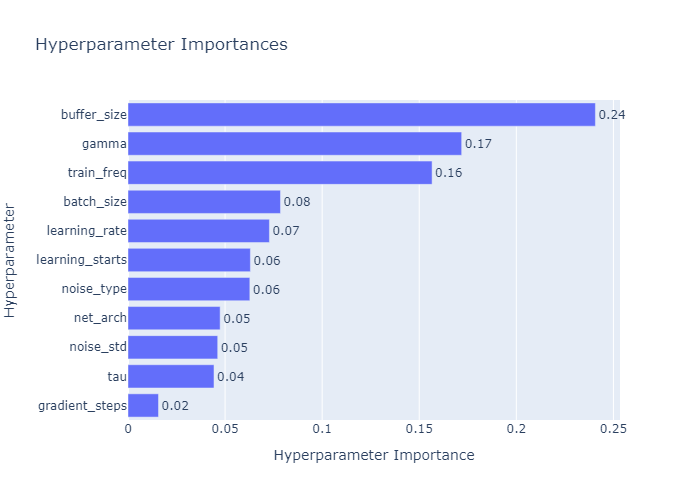 Hyperparameter Importances
Hyperparameter
buffer_size 0.24
gamma 0.17
train_freq 0.16
batch_size 0.08
learning_rate 0.07
learning_starts 0.06
noise_type 0.06
net_arch 0.05
noise_std 0.05
tau 0.04
gradient_steps 0.02
0 0.05 0.1 0.15 0.2 0.25
Hyperparameter Importance